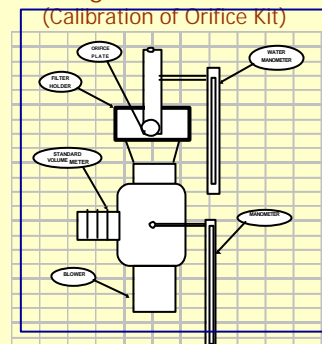 (Calibration of Orifice Kit)
ORIFICE
PLATE
WATER
MANOMETER
FILTER
HOLDER
STANDARD
VOLUME METER
MANOMETER
BLOWER